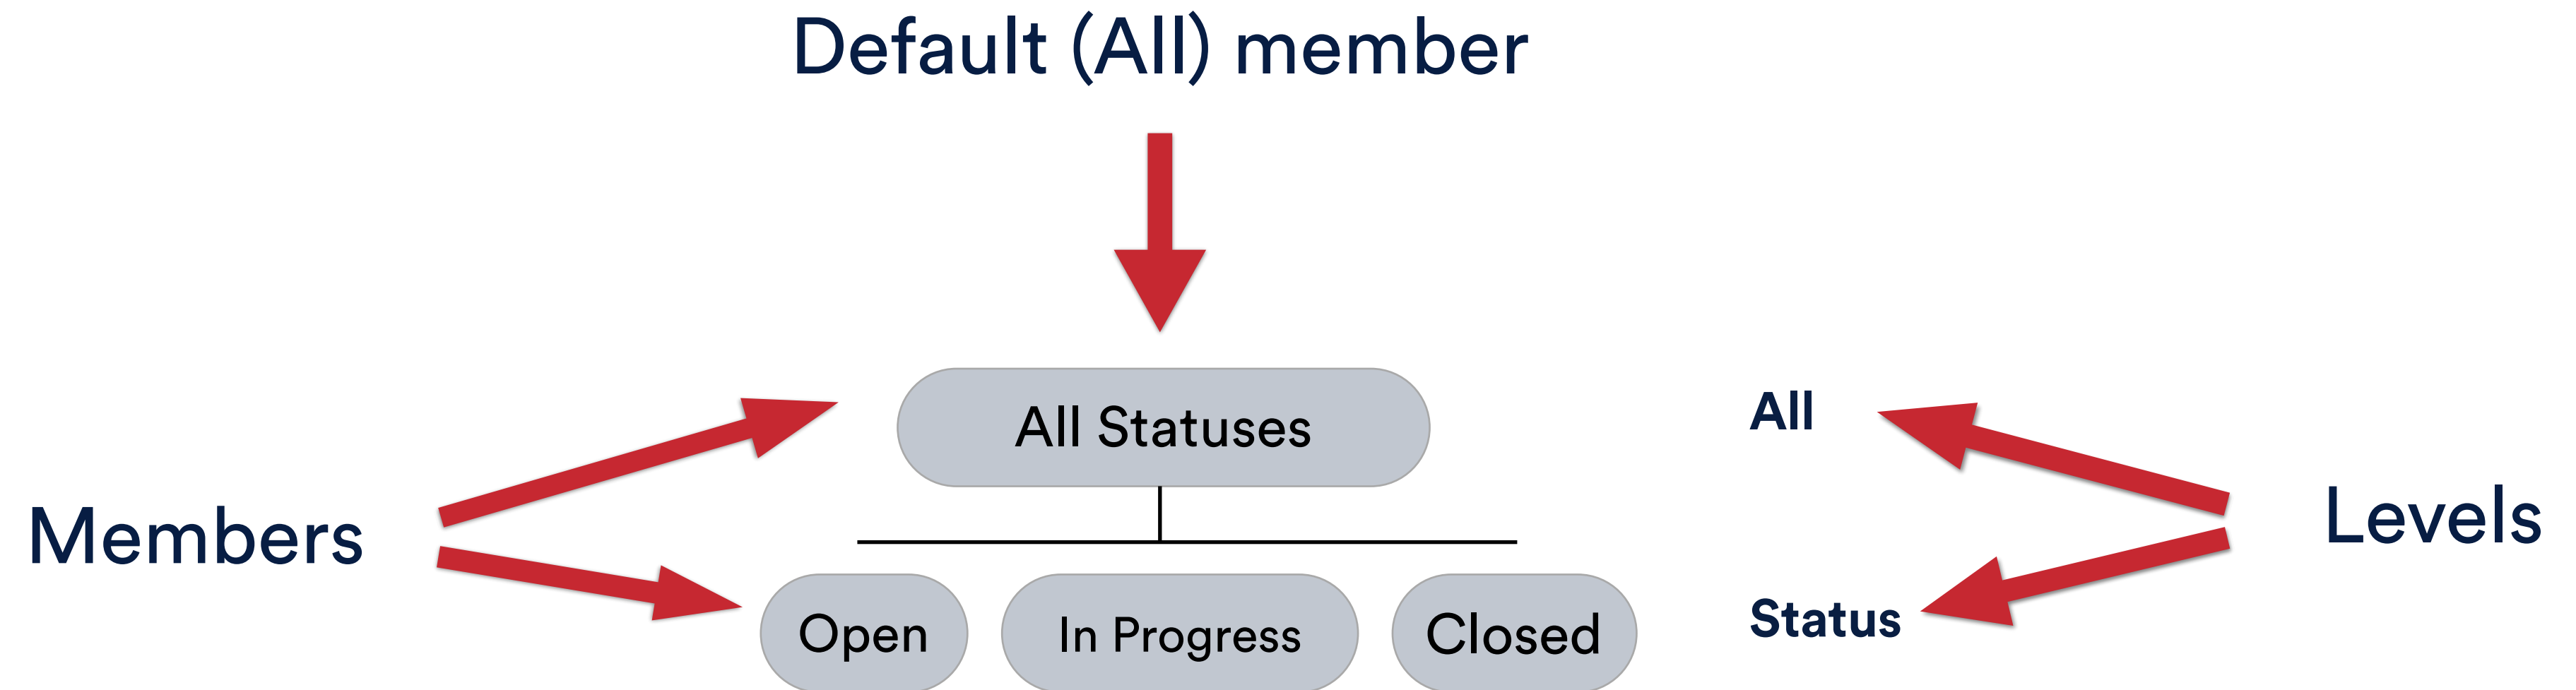 Default (All) member
All Statuses
All
Members
Levels
Open
In Progress
Closed
Status